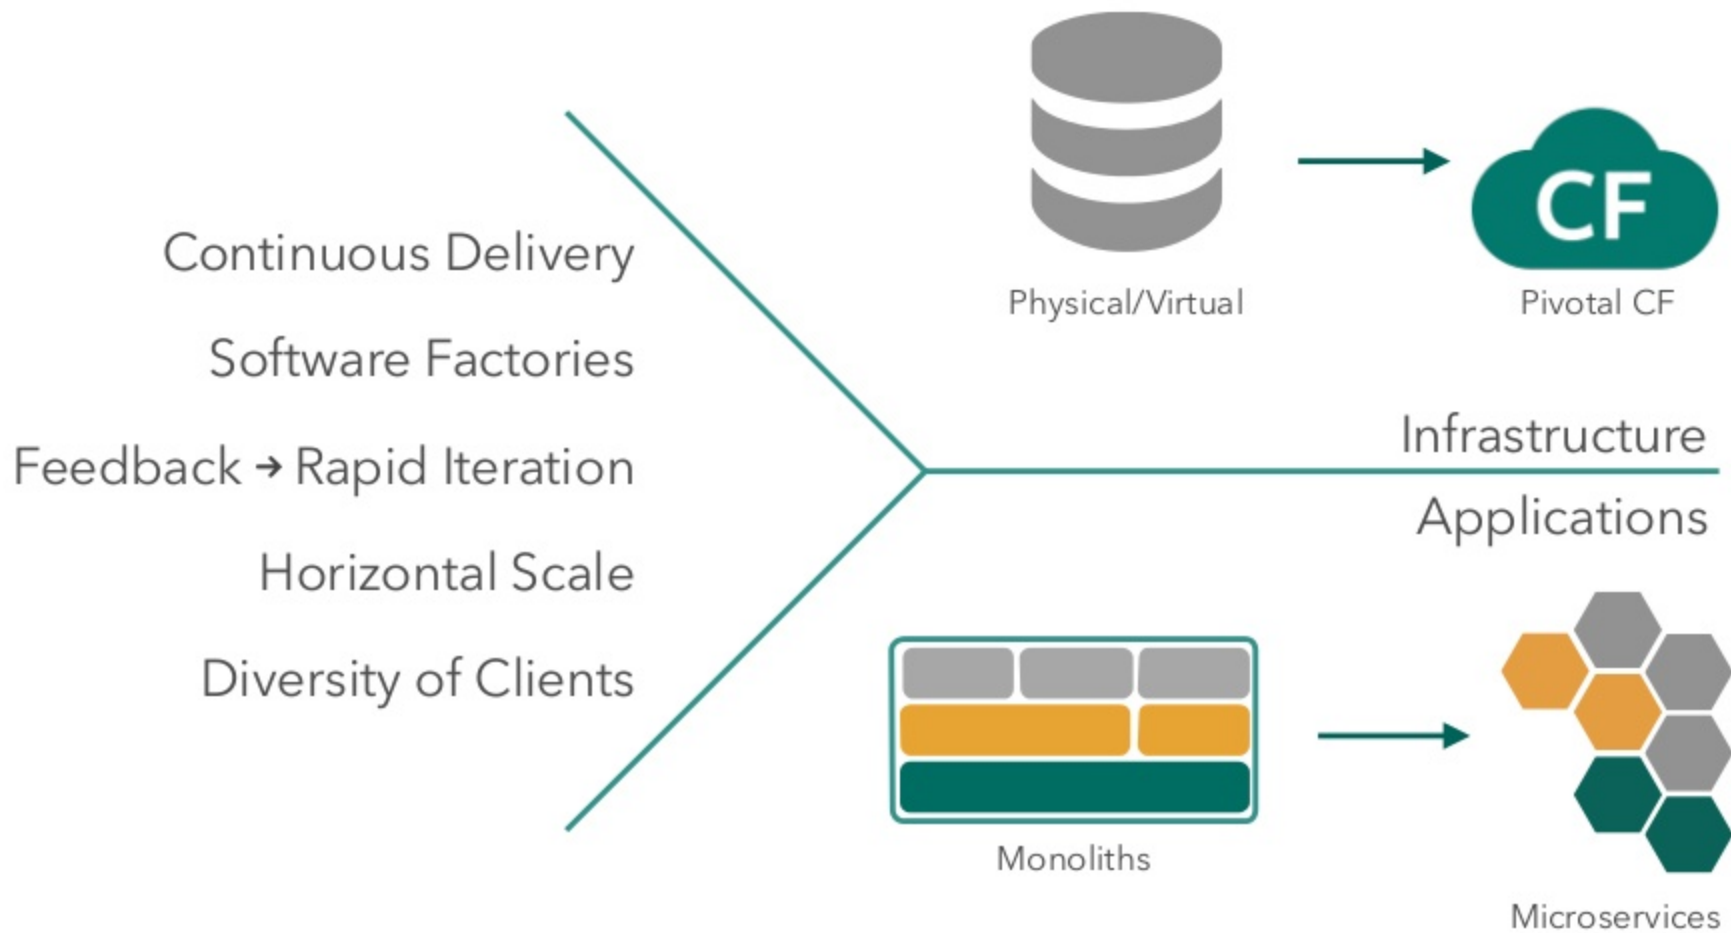 Continuous Delivery
Software Factories
Feedback → Rapid Iteration
Horizontal Scale
Diversity of Clients
CF
Physical/Virtual
Pivotal CF
Infrastructure
Applications
Monoliths
Microservices